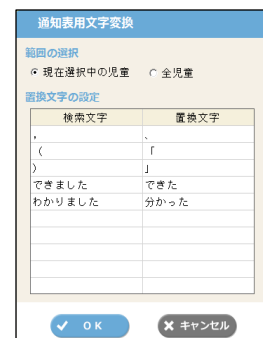 通知表用文字変換
範囲の選択
現在選択中の児童 全児童
置換文字の設定
検索文字 置換文字
， 、
（ 「
） 」
できました できた
わかりました 分かった
OK キャンセル